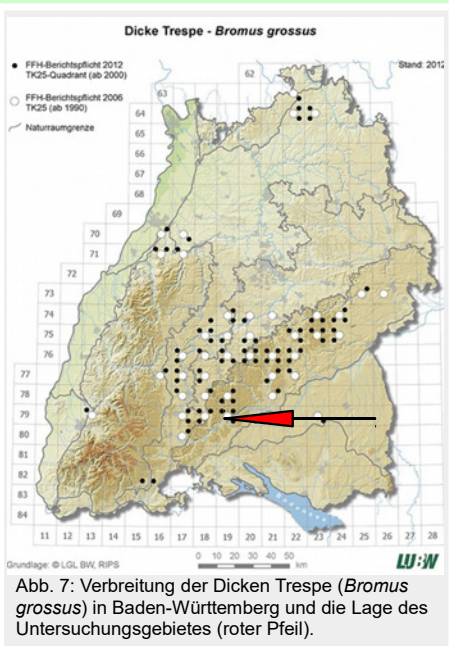 Dicke Trespe - Bromus grossus
FFH-Berichtspflicht 2012
TK25-Quadrant (ab 2000)
FFH-Berichtspflicht 2006
TK25 (ab 1990)
Naturraumgrenze
Stand: 2012
62
63
64
65
66
67
68
69
70
71
72
73
74
75
76
77
78
79
80
81
82
83
84
11 12 13 14 15 16 17 18 19 20 21 22 23 24 25 26 27 28
Grundlage: © LGL BW, RIPS
0 10 20 30 40 50
km
LUBW
Abb. 7: Verbreitung der Dicken Trespe (Bromus
grossus) in Baden-Württemberg und die Lage des
Untersuchungsgebietes (roter Pfeil).